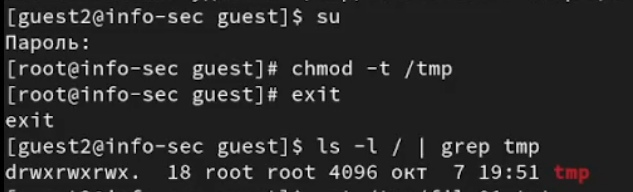 [guest2@info-sec guest]$ su
Пароль:
[root@info-sec guest]# chmod -t /tmp
[root@info-sec guest]# exit
exit
[guest2@info-sec guest]$ ls -l / | grep tmp
drwxrwxrwx.  18 root root 4096 окт  7 19:51 tmp